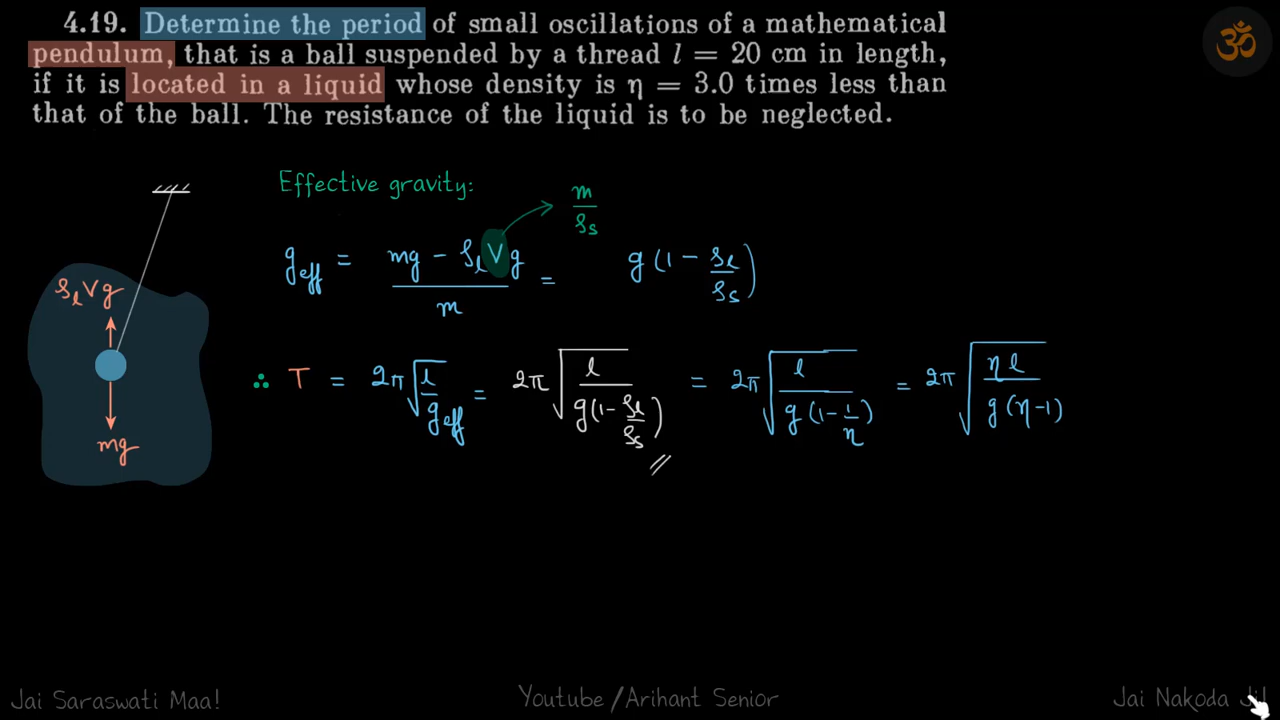 4.19. Determine the period of small oscillations of a mathematical
pendulum, that is a ball suspended by a thread l = 20 cm in length,
if it is located in a liquid whose density is η = 3.0 times less than
that of the ball. The resistance of the liquid is to be neglected.
ॐ
Effective gravity:
m/ρₛ
g_eff = (mg − ρₗVg)/m = g(1 − ρₗ/ρₛ)
ρₗVg
mg
∴ T = 2π√(l/g_eff) = 2π√(l/(g(1−ρₗ/ρₛ))) = 2π√(l/(g(1−1/η))) = 2π√(ηl/(g(η−1)))
Jai Saraswati Maa!
Youtube/Arihant Senior
Jai Nakoda Ji!